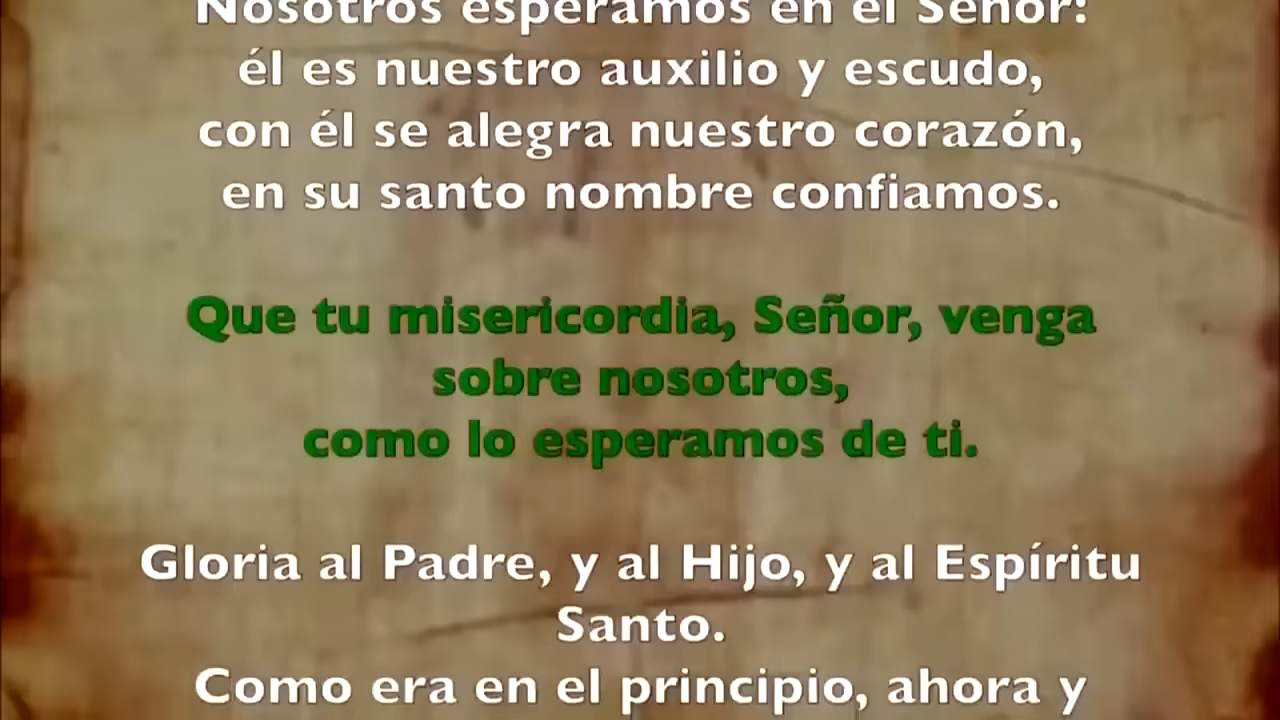 Nosotros esperamos en el Señor:
él es nuestro auxilio y escudo,
con él se alegra nuestro corazón,
en su santo nombre confiamos.
Que tu misericordia, Señor, venga
sobre nosotros,
como lo esperamos de ti.
Gloria al Padre, y al Hijo, y al Espíritu
Santo.
Como era en el principio, ahora y